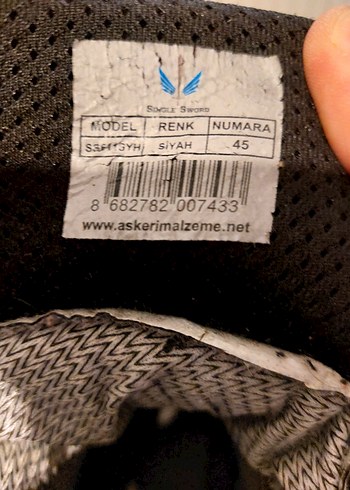 SINGLE SWORD
MODEL RENK NUMARA
SİYAH 45
8 682782 007433
www.askerimalzeme.net